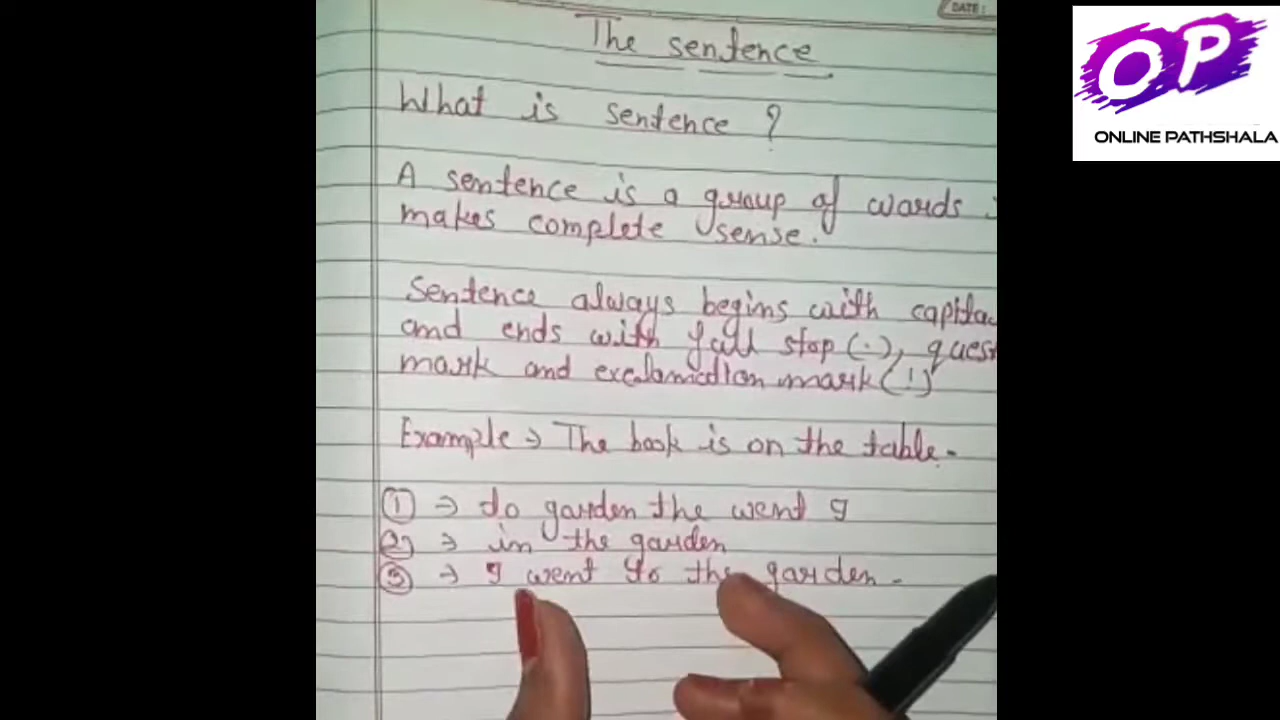 DATE:
The sentence
What is sentence ?
A sentence is a group of words
makes complete sense.
Sentence always begins with capita
and ends with full stop (.), quest
mark and exclamation mark (!)
Example → The book is on the table.
① → to garden the went I
② → in the garden
③ → I went to the garden.
OP
ONLINE PATHSHALA